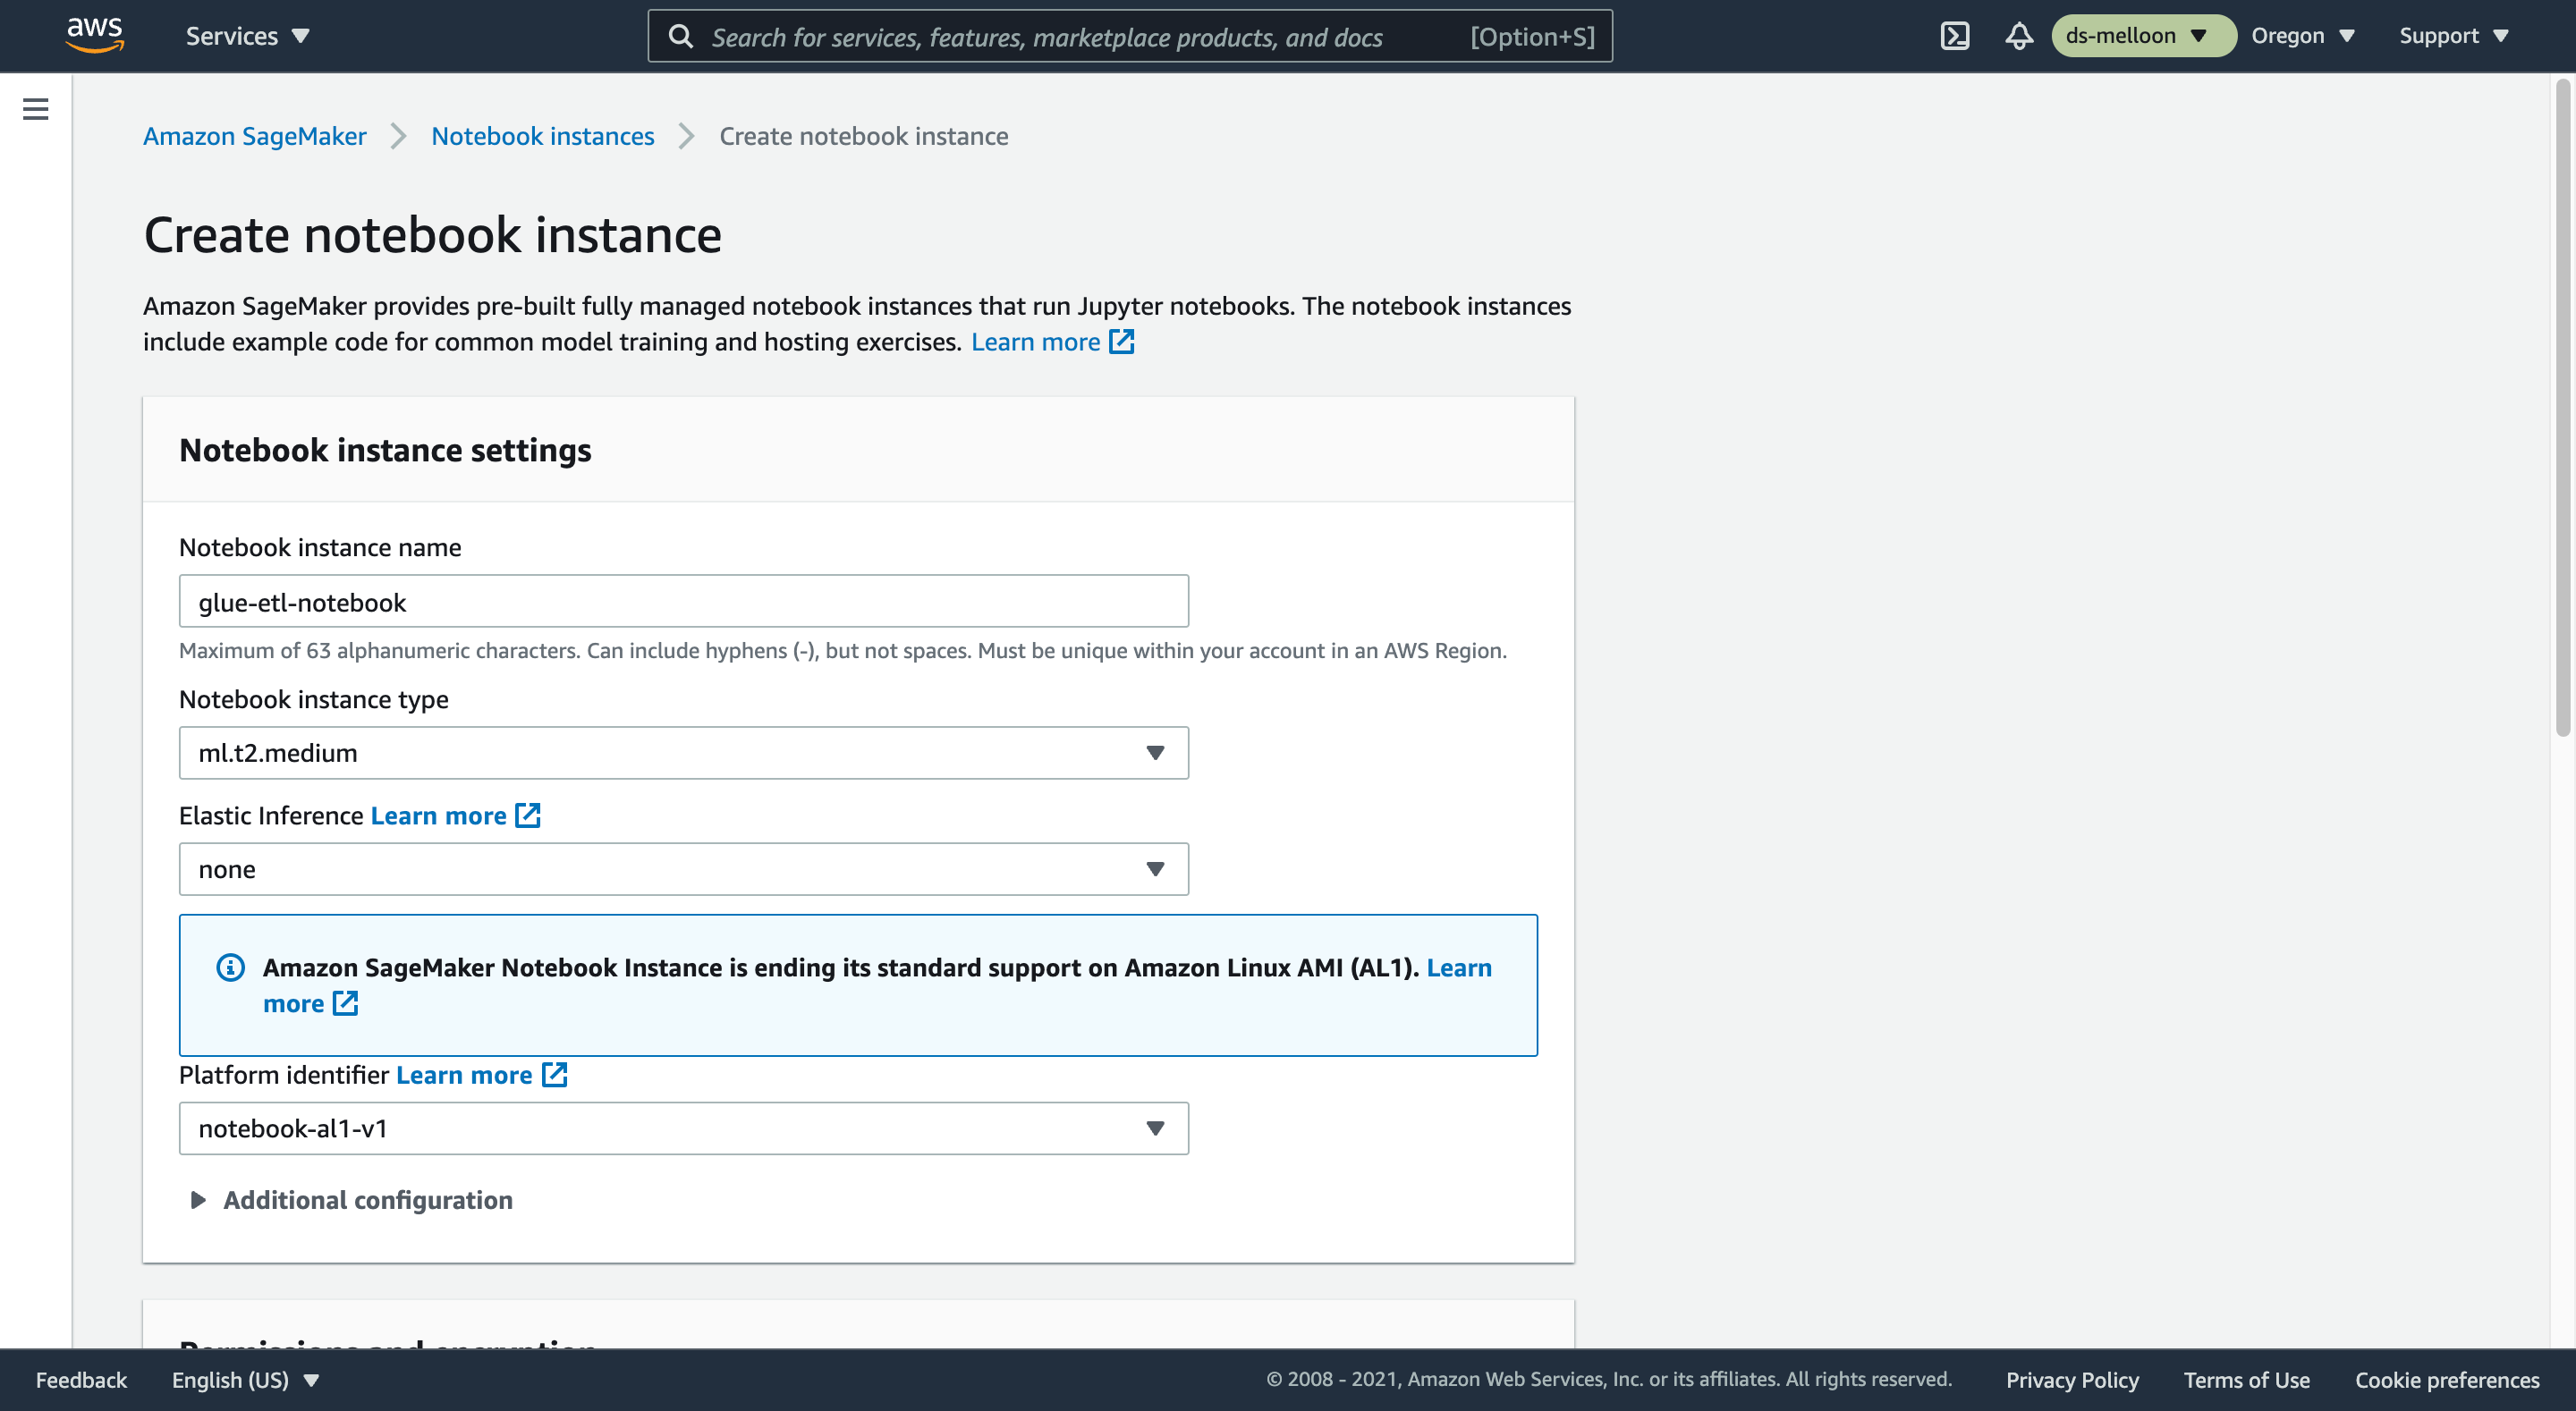 aws
Services
Search for services, features, marketplace products, and docs
[Option+S]
ds-melloon
Oregon
Support
Amazon SageMaker
Notebook instances
Create notebook instance
Create notebook instance
Amazon SageMaker provides pre-built fully managed notebook instances that run Jupyter notebooks. The notebook instances
include example code for common model training and hosting exercises. Learn more
Notebook instance settings
Notebook instance name
glue-etl-notebook
Maximum of 63 alphanumeric characters. Can include hyphens (-), but not spaces. Must be unique within your account in an AWS Region.
Notebook instance type
ml.t2.medium
Elastic Inference Learn more
none
Amazon SageMaker Notebook Instance is ending its standard support on Amazon Linux AMI (AL1). Learn
more
Platform identifier Learn more
notebook-al1-v1
Additional configuration
Permissions and encryption
Feedback
English (US)
© 2008 - 2021, Amazon Web Services, Inc. or its affiliates. All rights reserved.
Privacy Policy
Terms of Use
Cookie preferences